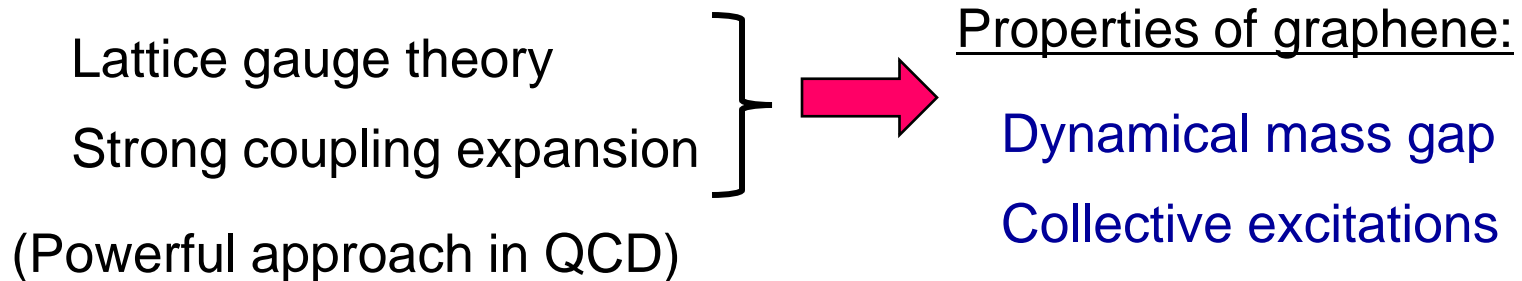 Lattice gauge theory
Strong coupling expansion
(Powerful approach in QCD)
Properties of graphene:
Dynamical mass gap
Collective excitations